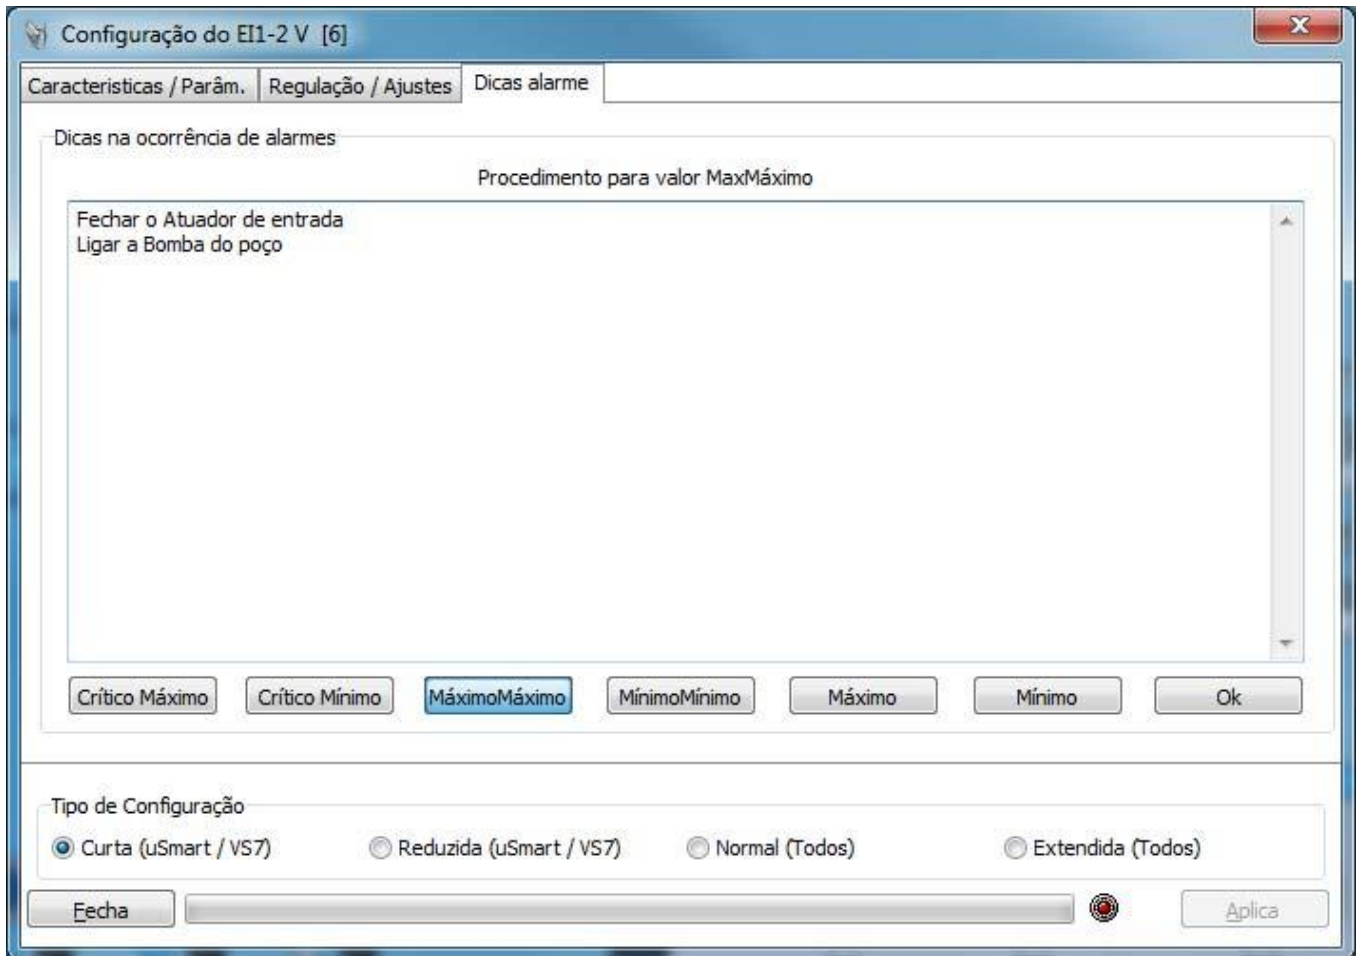 Configuração do EI1-2 V [6]
Caracteristicas / Parâm. Regulação / Ajustes Dicas alarme
Dicas na ocorrência de alarmes
Procedimento para valor MaxMáximo
Fechar o Atuador de entrada
Ligar a Bomba do poço
Crítico Máximo Crítico Mínimo MáximoMáximo MínimoMínimo Máximo Mínimo Ok
Tipo de Configuração
Curta (uSmart / VS7) Reduzida (uSmart / VS7) Normal (Todos) Extendida (Todos)
Fecha Aplica